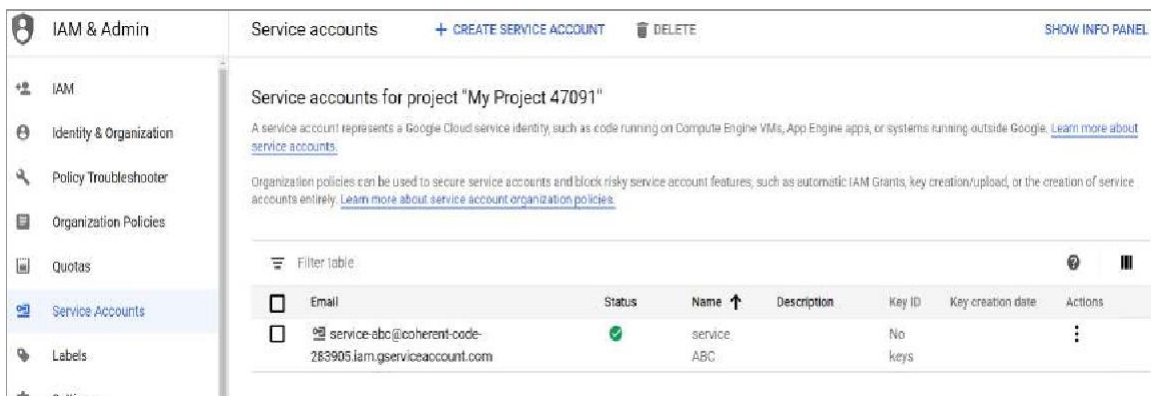 IAM & Admin
Service accounts
+ CREATE SERVICE ACCOUNT
DELETE
SHOW INFO PANEL
IAM
Identity & Organization
Policy Troubleshooter
Organization Policies
Quotas
Service Accounts
Labels
Service accounts for project "My Project 47091"
A service account represents a Google Cloud service identity, such as code running on Compute Engine VMs, App Engine apps, or systems running outside Google. Learn more about
service accounts.
Organization policies can be used to secure service accounts and block risky service account features, such as automatic IAM Grants, key creation/upload, or the creation of service
accounts entirely. Learn more about service account organization policies.
Filter table
Email Status Name Description Key ID Key creation date Actions
service-abc@coherent-code- service No
283905.iam.gserviceaccount.com ABC keys